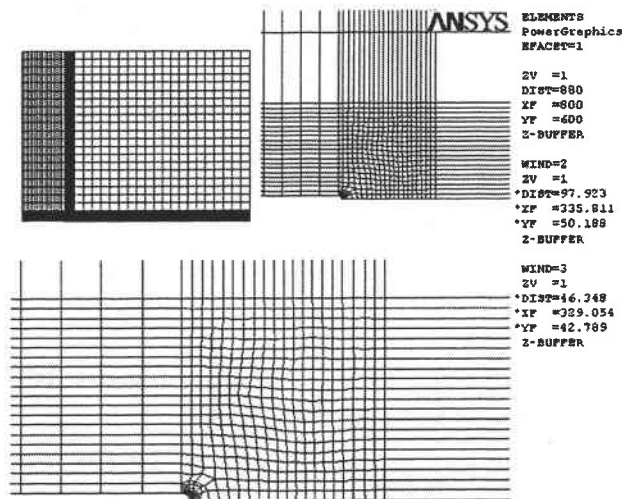 ANSYS
ELEMENTS
PowerGraphics
EFACET=1
ZV =1
DIST=880
XF =800
YF =600
Z-BUFFER
WIND=2
ZV =1
*DIST=97.923
*XF =335.811
*YF =50.188
Z-BUFFER
WIND=3
ZV =1
*DIST=46.348
*XF =329.054
*YF =42.789
Z-BUFFER